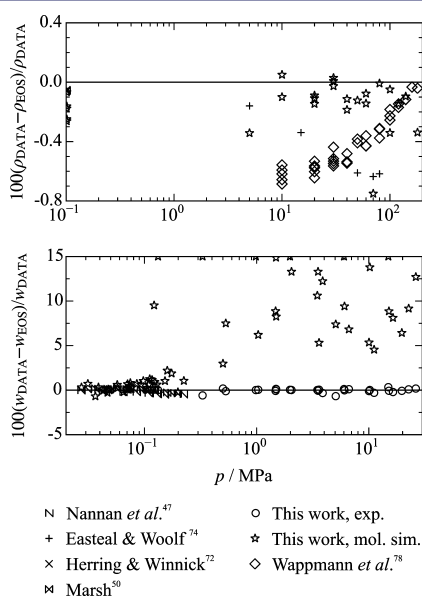 0.4
0.0
-0.4
-0.8
100(ρDATA−ρEOS)/ρDATA
10⁻¹ 10⁰ 10¹ 10²
15
10
5
0
−5
100(wDATA−wEOS)/wDATA
10⁻¹ 10⁰ 10¹
p / MPa
Nannan et al.⁴⁷
Easteal & Woolf ⁷⁴
Herring & Winnick⁷²
Marsh⁵⁰
This work, exp.
This work, mol. sim.
Wappmann et al.⁷⁸